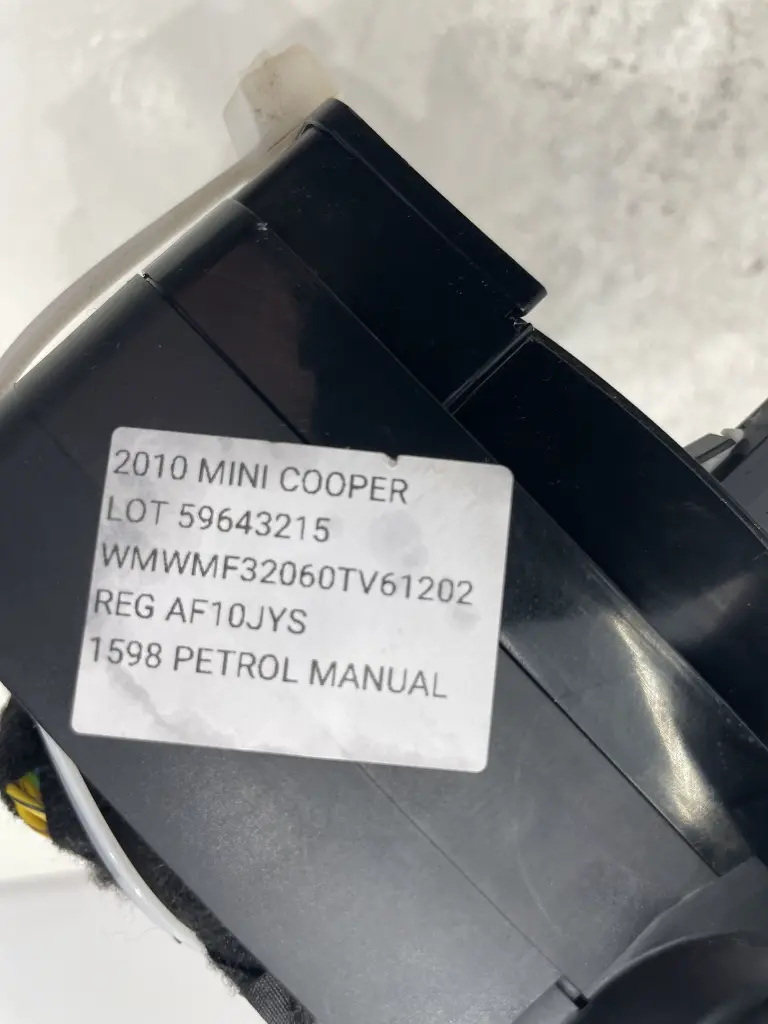 2010 MINI COOPER
LOT 59643215
WMWMF32060TV61202
REG AF10JYS
1598 PETROL MANUAL